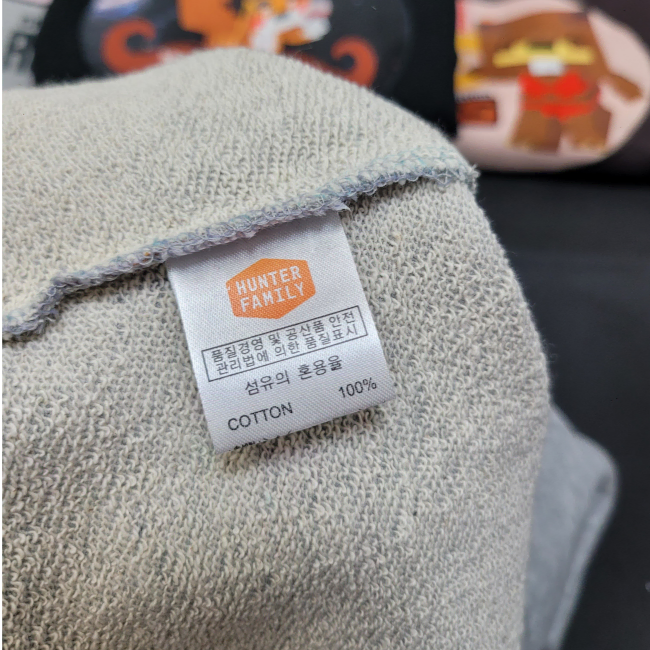 HUNTER
FAMILY
품질경영 및 공산품 안전
관리법에 의한 품질표시
섬유의 혼용율
COTTON 100%